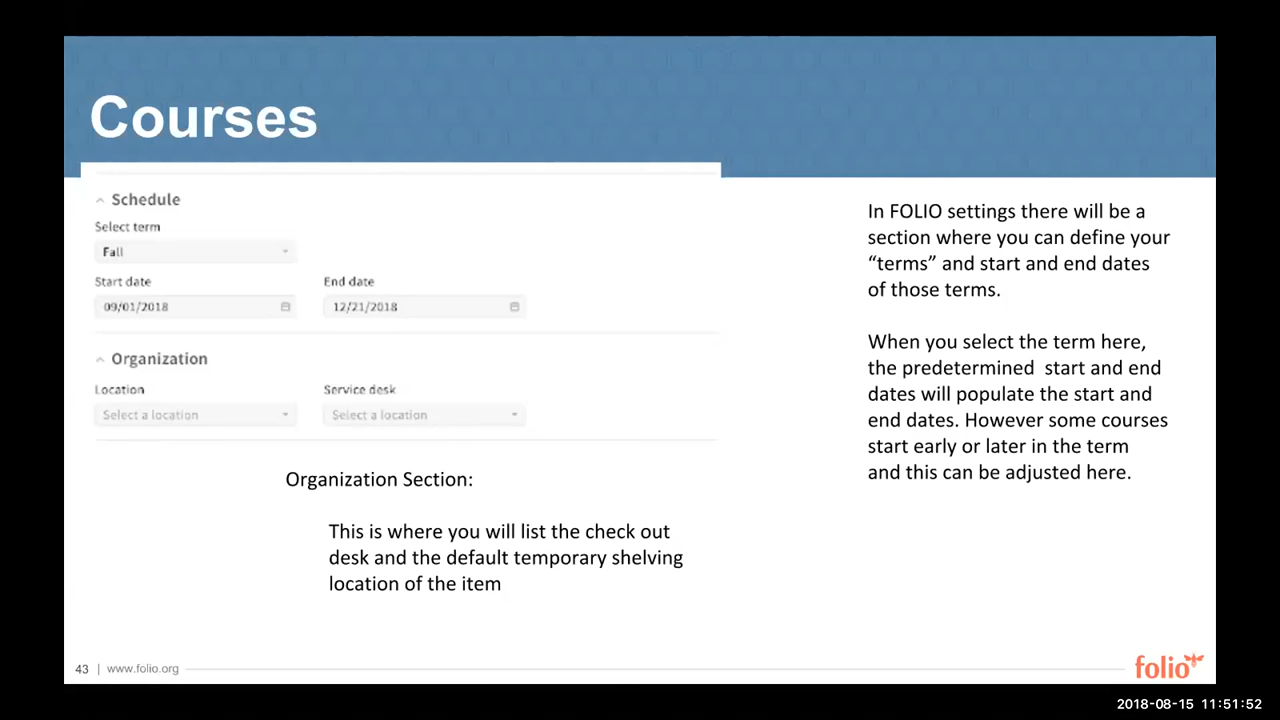 Courses
Schedule
Select term
Fall
Start date
End date
09/01/2018
12/21/2018
Organization
Location
Service desk
Select a location
Select a location
Organization Section:
This is where you will list the check out
desk and the default temporary shelving
location of the item
In FOLIO settings there will be a
section where you can define your
“terms” and start and end dates
of those terms.
When you select the term here,
the predetermined  start and end
dates will populate the start and
end dates. However some courses
start early or later in the term
and this can be adjusted here.
43 | www.folio.org
folio
2018-08-15 11:51:52